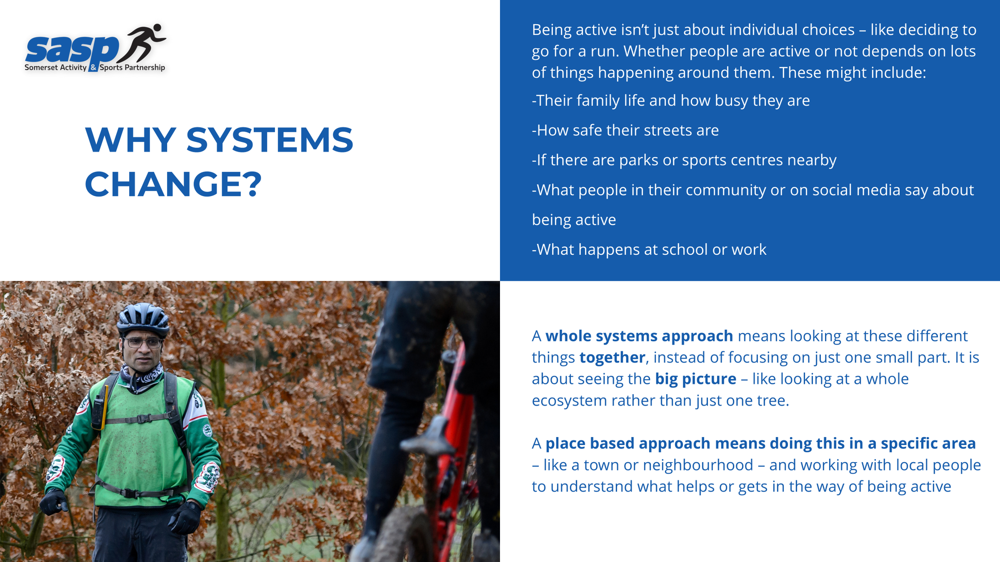 sasp
Somerset Activity & Sports Partnership
WHY SYSTEMS
CHANGE?
Being active isn’t just about individual choices – like deciding to
go for a run. Whether people are active or not depends on lots
of things happening around them. These might include:
-Their family life and how busy they are
-How safe their streets are
-If there are parks or sports centres nearby
-What people in their community or on social media say about
being active
-What happens at school or work
A whole systems approach means looking at these different
things together, instead of focusing on just one small part. It is
about seeing the big picture – like looking at a whole
ecosystem rather than just one tree.
A place based approach means doing this in a specific area
– like a town or neighbourhood – and working with local people
to understand what helps or gets in the way of being active